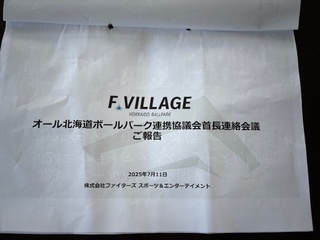 F VILLAGE
HOKKAIDO BALLPARK
オール北海道ボールパーク連携協議会首長連絡会議
ご報告
2025年7月11日
株式会社ファイターズ スポーツ＆エンターテイメント